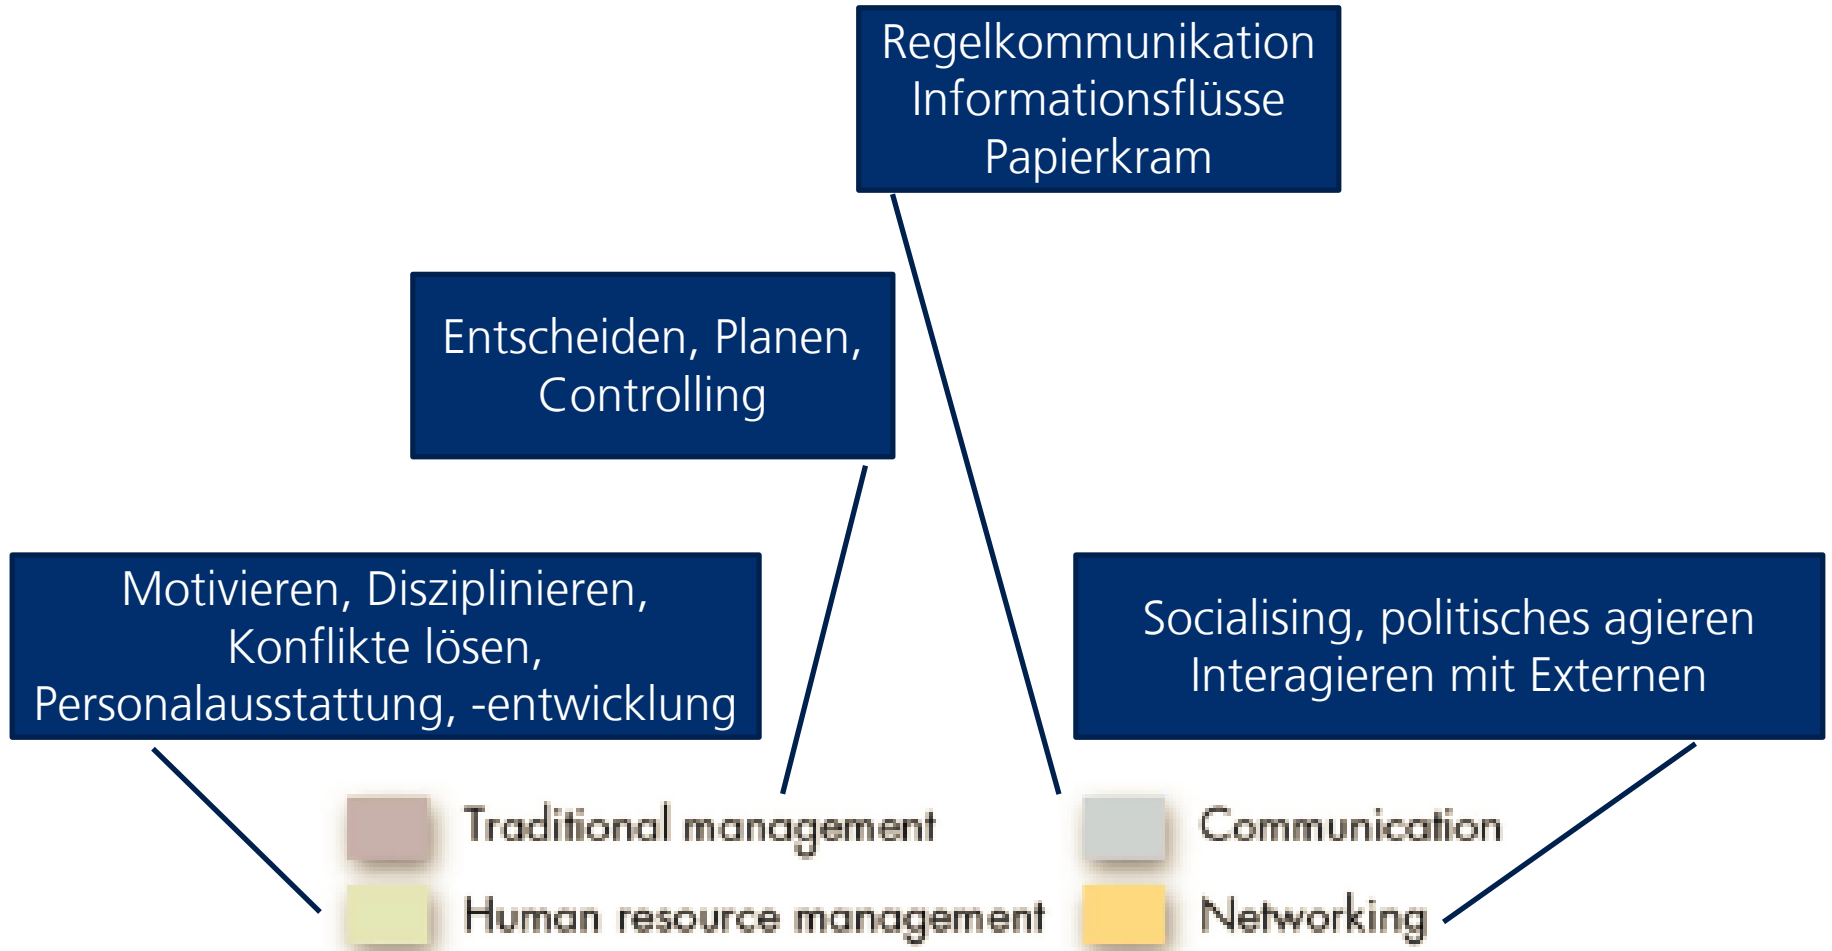 Regelkommunikation
Informationsflüsse
Papierkram
Entscheiden, Planen,
Controlling
Motivieren, Disziplinieren,
Konflikte lösen,
Personalausstattung, -entwicklung
Socialising, politisches agieren
Interagieren mit Externen
Traditional management
Communication
Human resource management
Networking